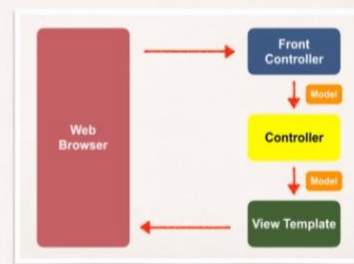 Front
Controller
Model
Web
Browser
Controller
Model
View Template